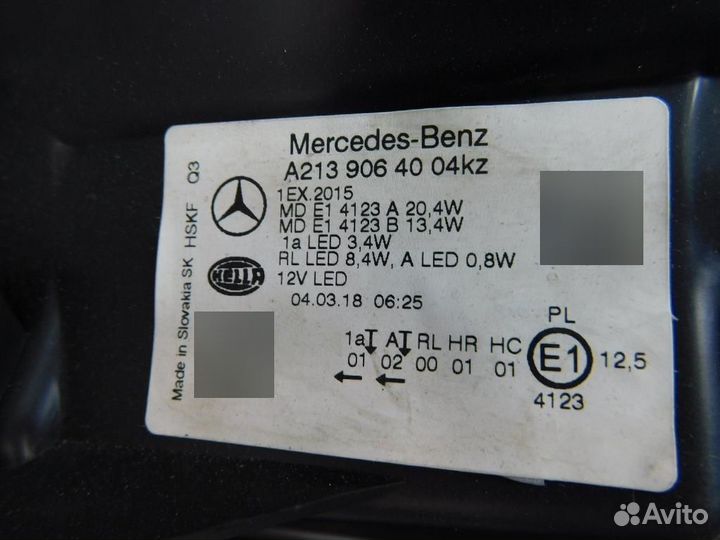 Mercedes-Benz
A213 906 40 04kz
1EX.2015
MD E1 4123 A 20,4W
MD E1 4123 B 13,4W
1a LED 3,4W
RL LED 8,4W, A LED 0,8W
12V LED
04.03.18 06:25
HELLA
Made in Slovakia SK HSKF Q3
1a A RL HR HC
01 02 00 01 01
PL
E1 12,5
4123
Avito